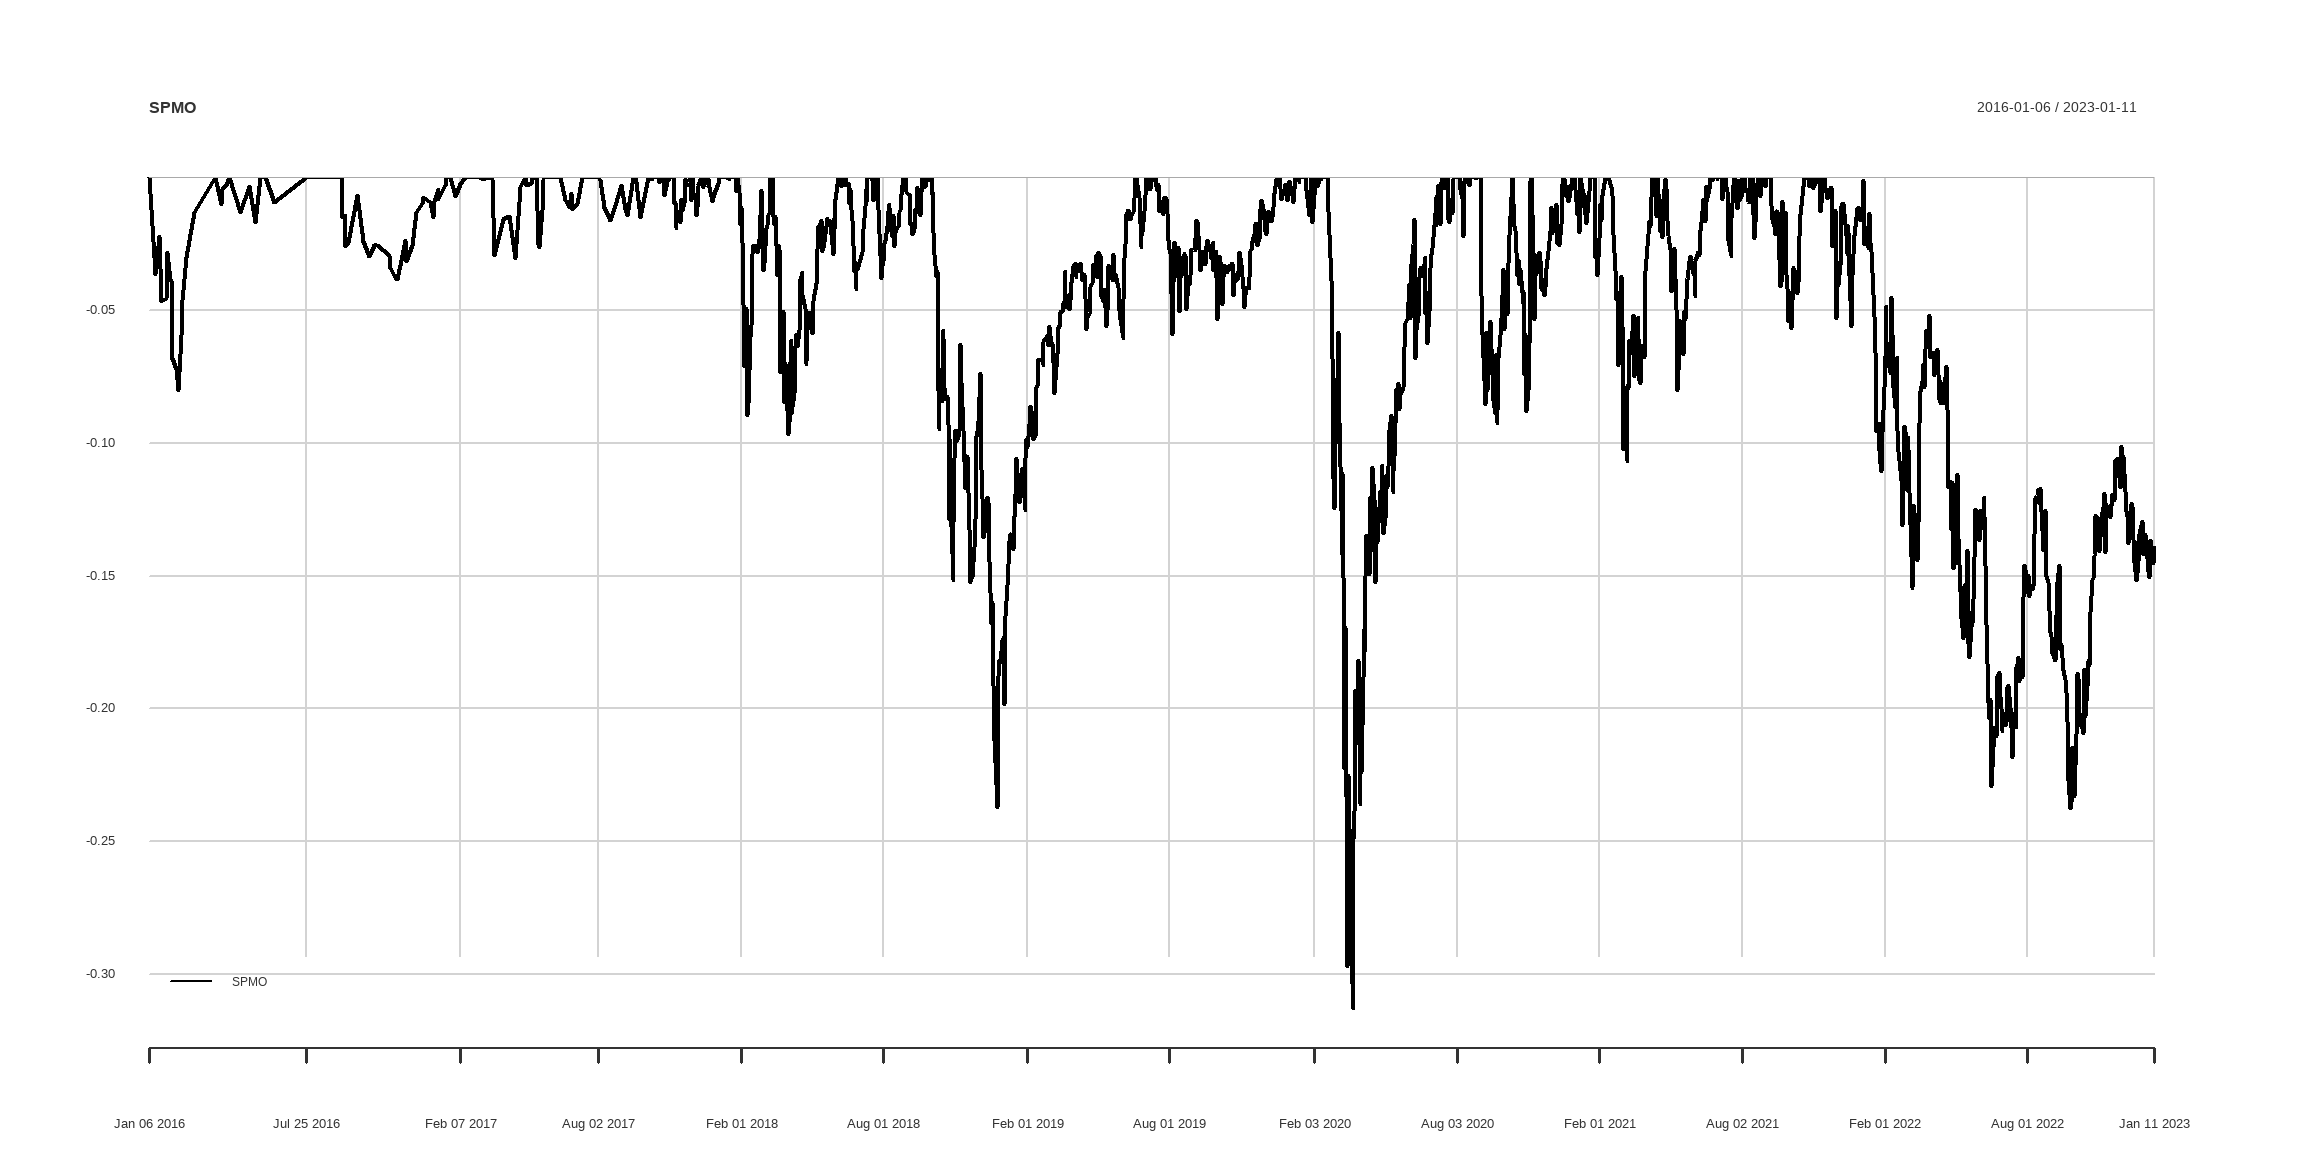 SPMO
2016-01-06 / 2023-01-11
-0.05
-0.10
-0.15
-0.20
-0.25
-0.30
SPMO
Jan 06 2016
Jul 25 2016
Feb 07 2017
Aug 02 2017
Feb 01 2018
Aug 01 2018
Feb 01 2019
Aug 01 2019
Feb 03 2020
Aug 03 2020
Feb 01 2021
Aug 02 2021
Feb 01 2022
Aug 01 2022
Jan 11 2023